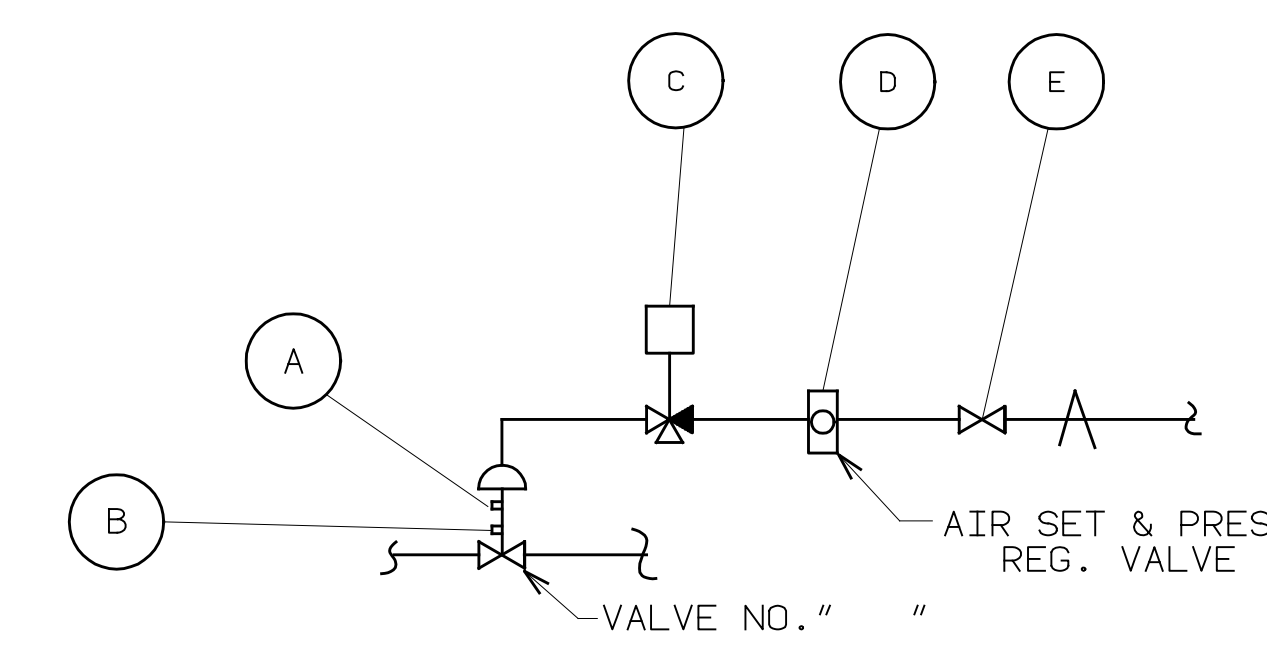 C
D
E
A
B
AIR SET & PRES
REG. VALVE
VALVE NO." "